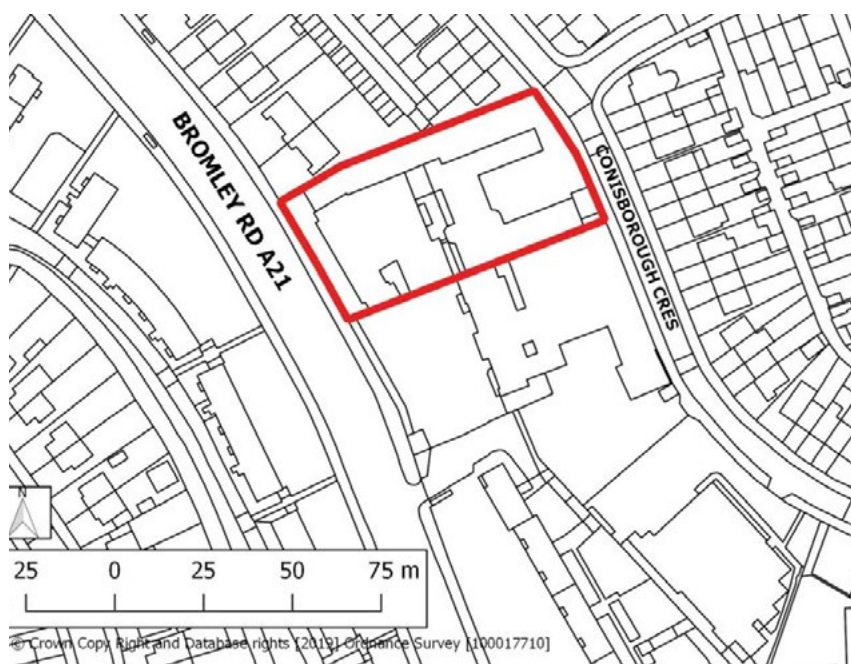 BROMLEY RD A21
CONISBOROUGH CRES
N
25 0 25 50 75 m
© Crown Copy Right and Database rights [2019] Ordnance Survey [100017710]